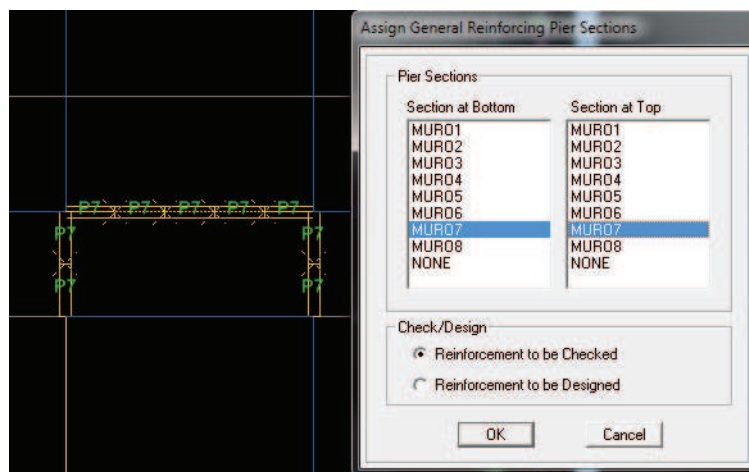 Assign General Reinforcing Pier Sections
Pier Sections
Section at Bottom
MURO1
MURO2
MURO3
MURO4
MURO5
MURO6
MURO7
MURO8
NONE
Section at Top
MURO1
MURO2
MURO3
MURO4
MURO5
MURO6
MURO7
MURO8
NONE
Check/Design
Reinforcement to be Checked
Reinforcement to be Designed
OK Cancel
P7 P7 P7 P7 P7
P7 P7
P7 P7